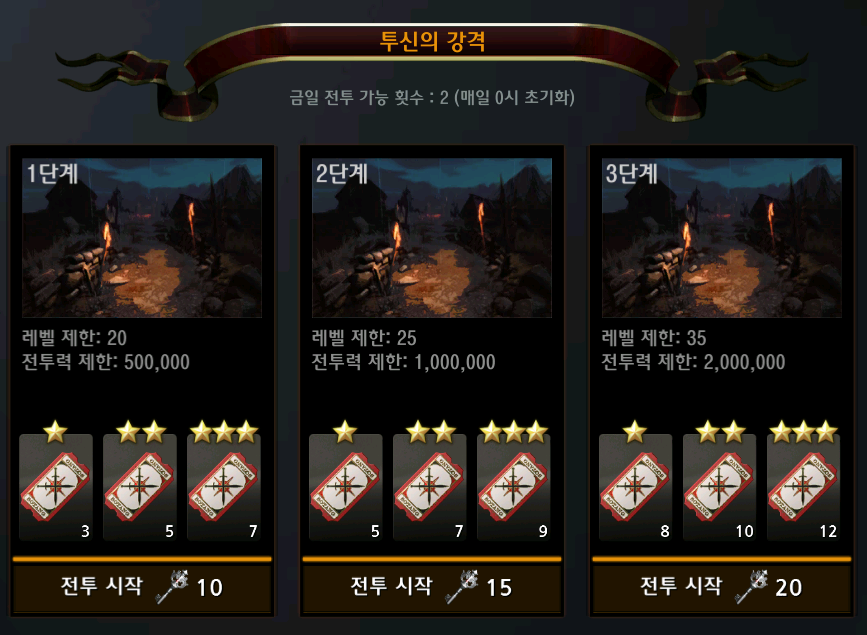 투신의 강격
금일 전투 가능 횟수 : 2 (매일 0시 초기화)
1단계
레벨 제한: 20
전투력 제한: 500,000
3
5
7
전투 시작 10
2단계
레벨 제한: 25
전투력 제한: 1,000,000
5
7
9
전투 시작 15
3단계
레벨 제한: 35
전투력 제한: 2,000,000
8
10
12
전투 시작 20